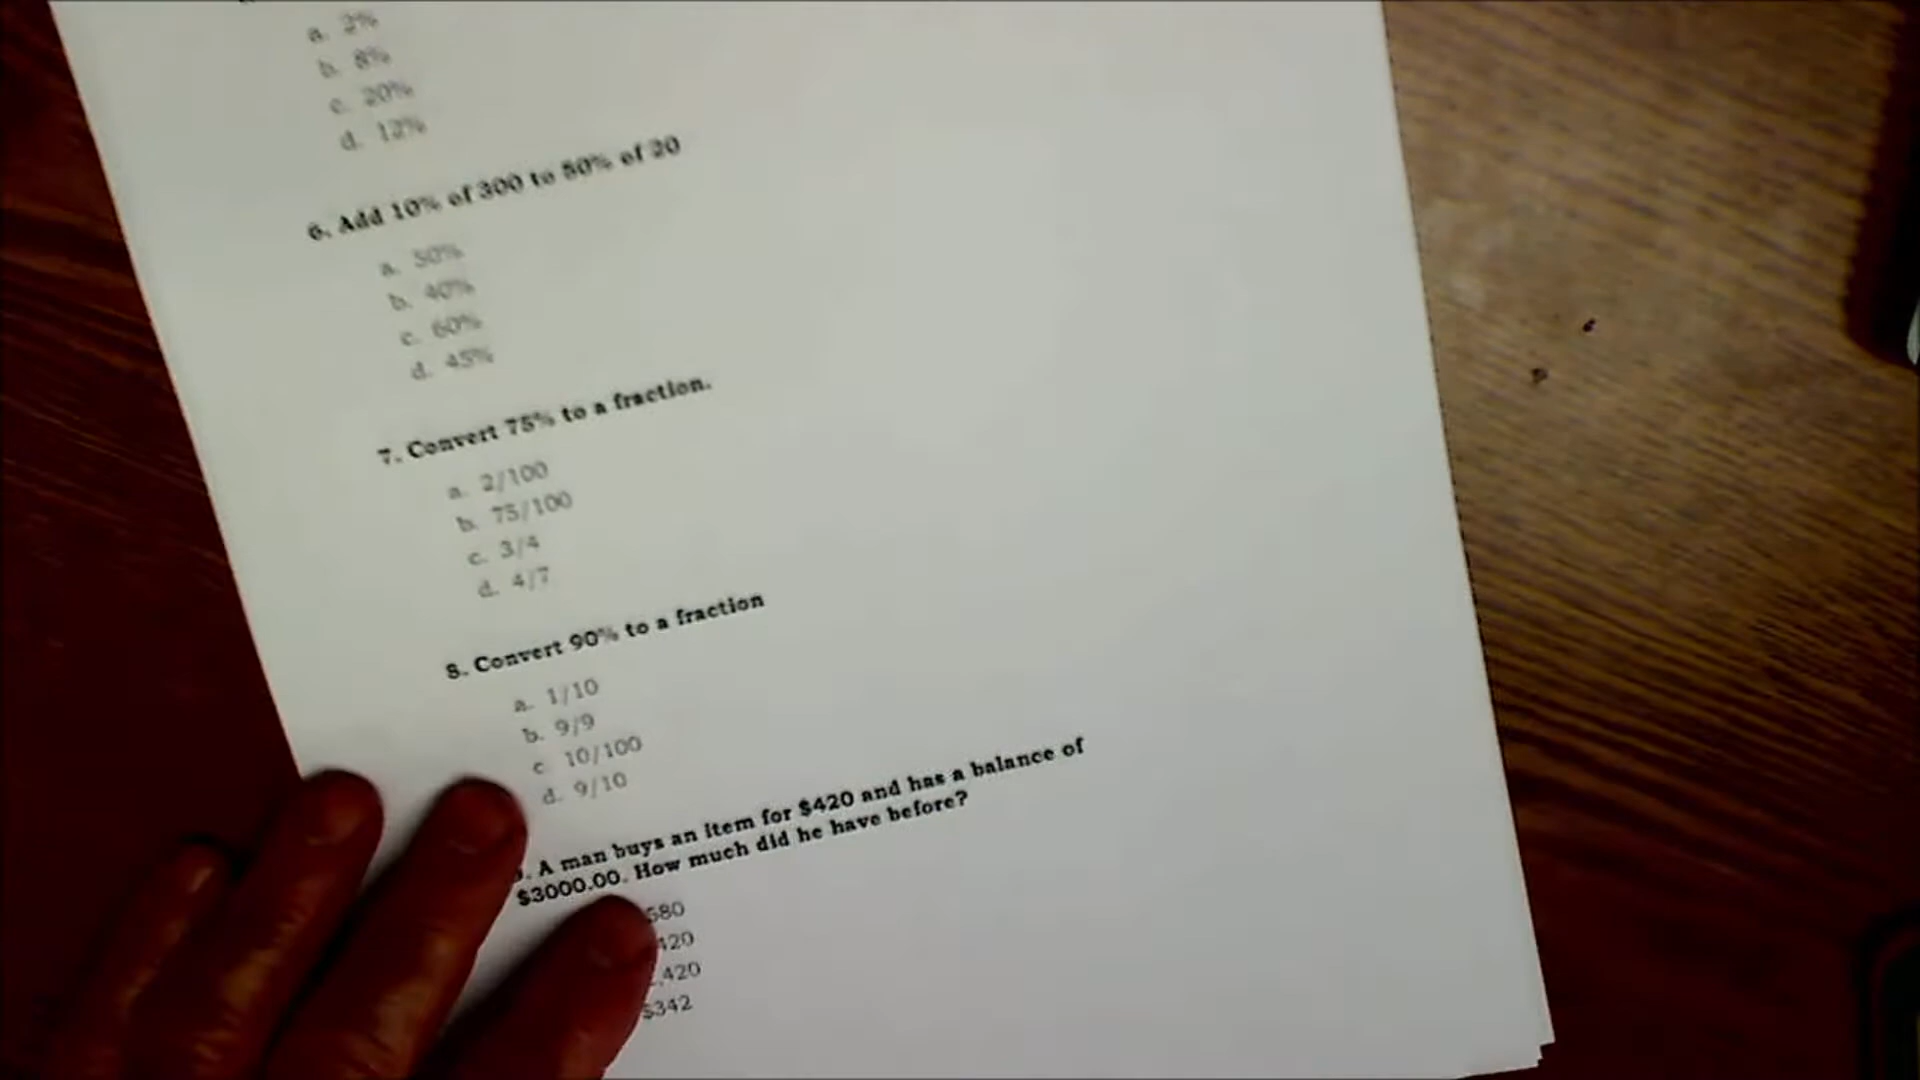 a. 2%
b. 8%
c. 20%
d. 12%
6. Add 10% of 300 to 50% of 20
a. 50%
b. 40%
c. 60%
d. 45%
7. Convert 75% to a fraction.
a. 2/100
b. 75/100
c. 3/4
d. 4/7
8. Convert 90% to a fraction
a. 1/10
b. 9/9
c 10/100
d. 9/10
. A man buys an item for $420 and has a balance of
$3000.00. How much did he have before?
580
420
,420
$342